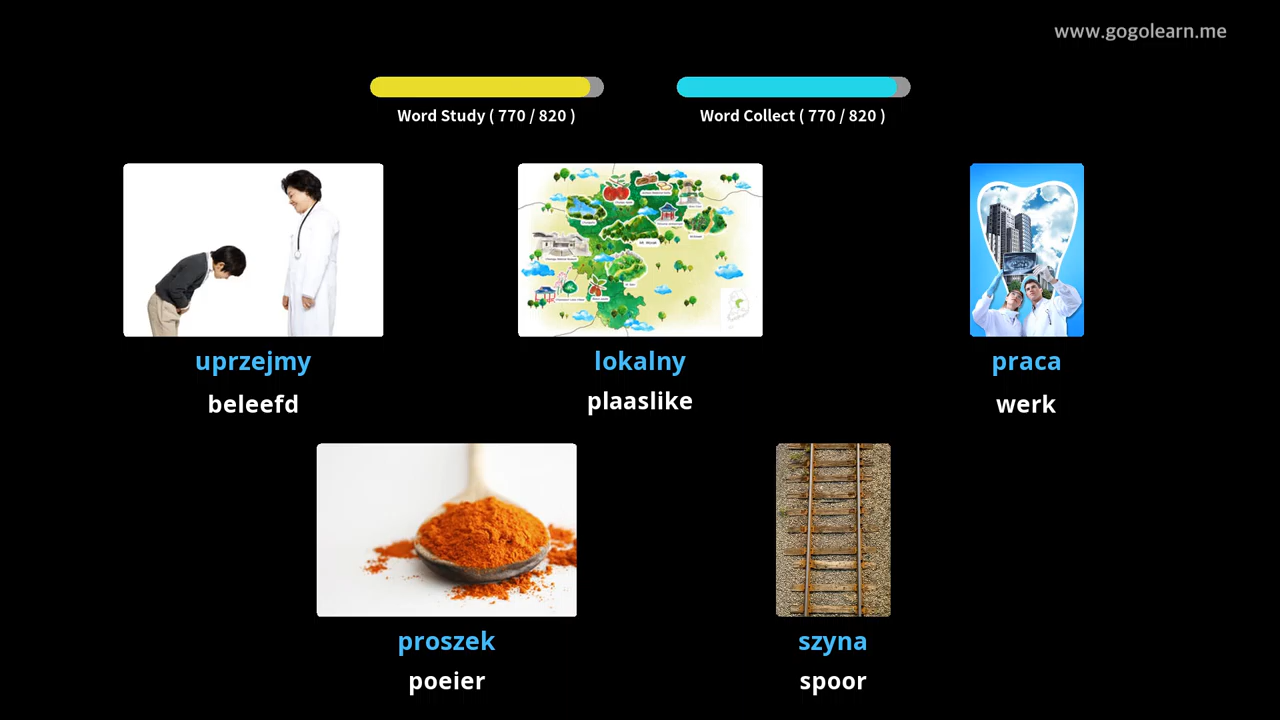 www.gogolearn.me
Word Study ( 770 / 820 )
Word Collect ( 770 / 820 )
uprzejmy
beleefd
lokalny
plaaslike
praca
werk
proszek
poeier
szyna
spoor